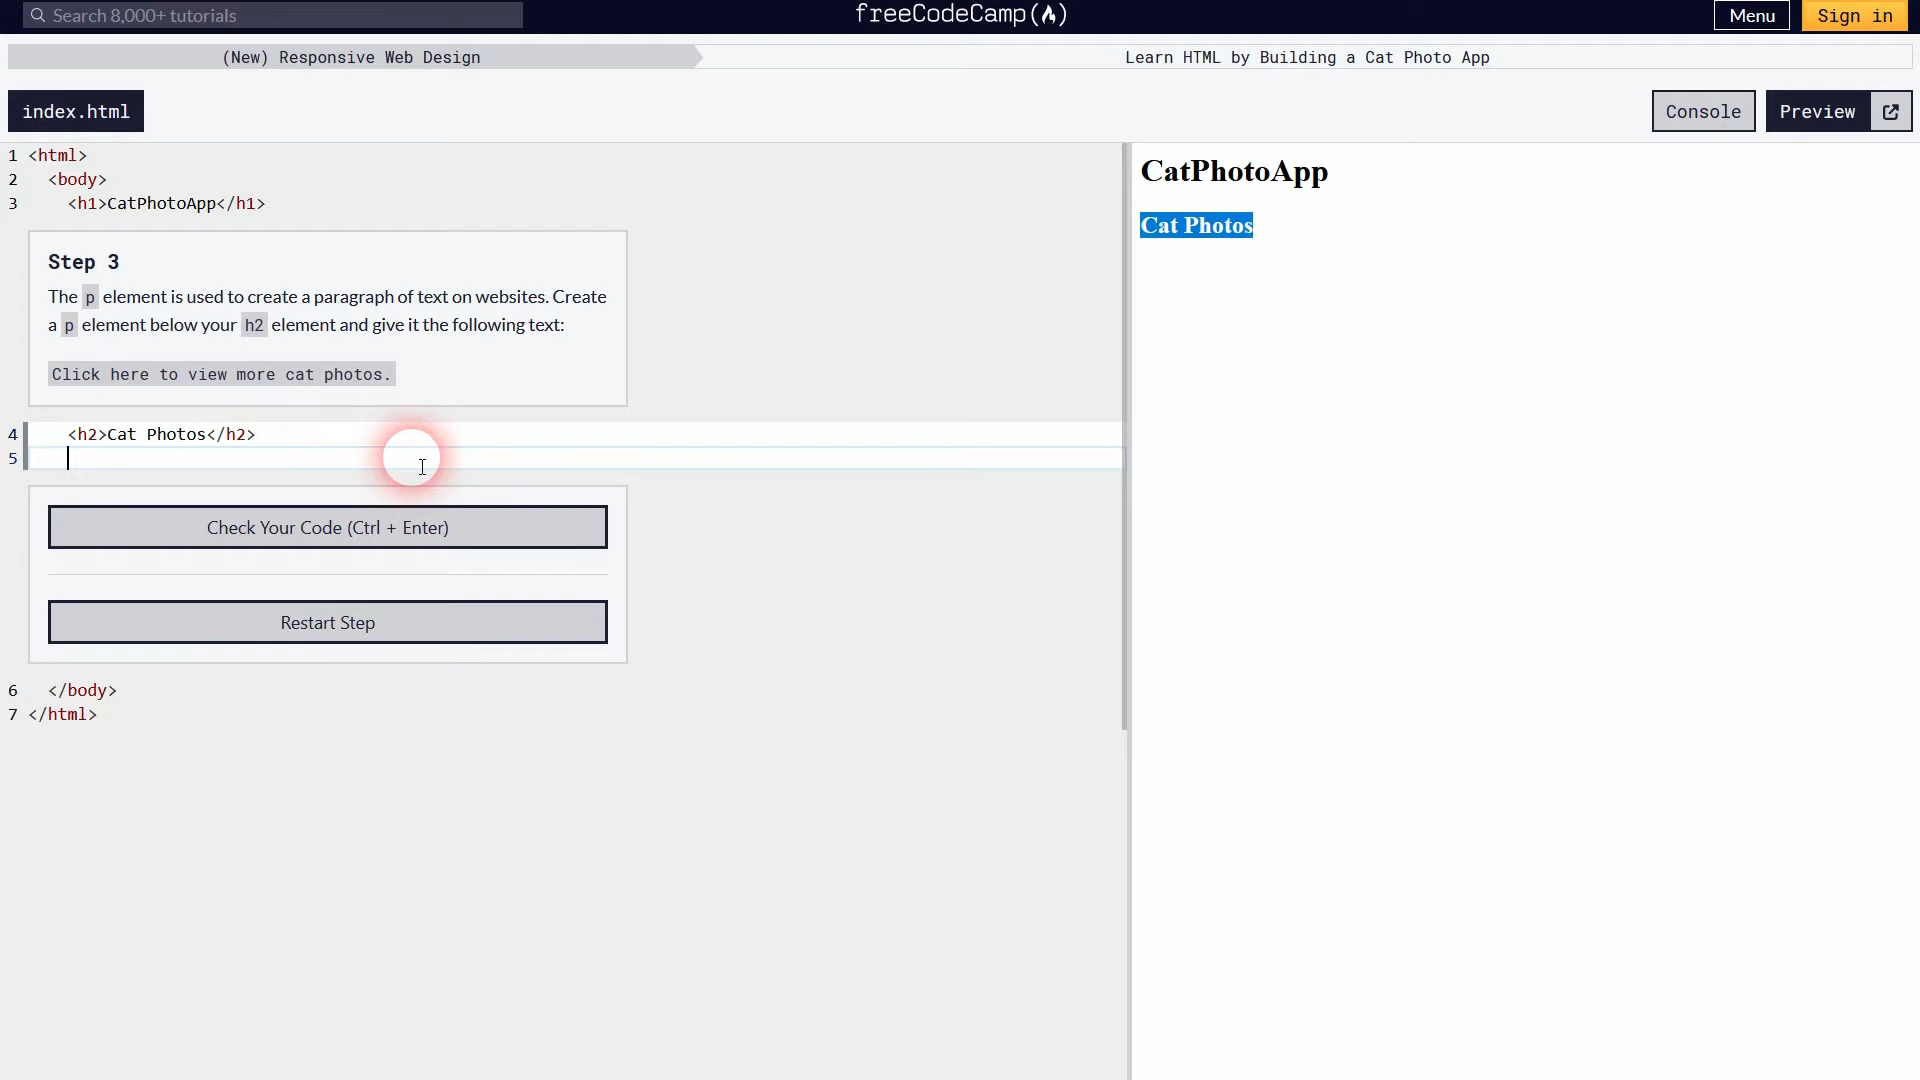 Search 8,000+ tutorials
freeCodeCamp
Menu
Sign in
(New) Responsive Web Design
Learn HTML by Building a Cat Photo App
index.html
Console
Preview
1 <html>
2 <body>
3 <h1>CatPhotoApp</h1>
Step 3
The p element is used to create a paragraph of text on websites. Create
a p element below your h2 element and give it the following text:
Click here to view more cat photos.
4 <h2>Cat Photos</h2>
5
Check Your Code (Ctrl + Enter)
Restart Step
6 </body>
7 </html>
CatPhotoApp
Cat Photos